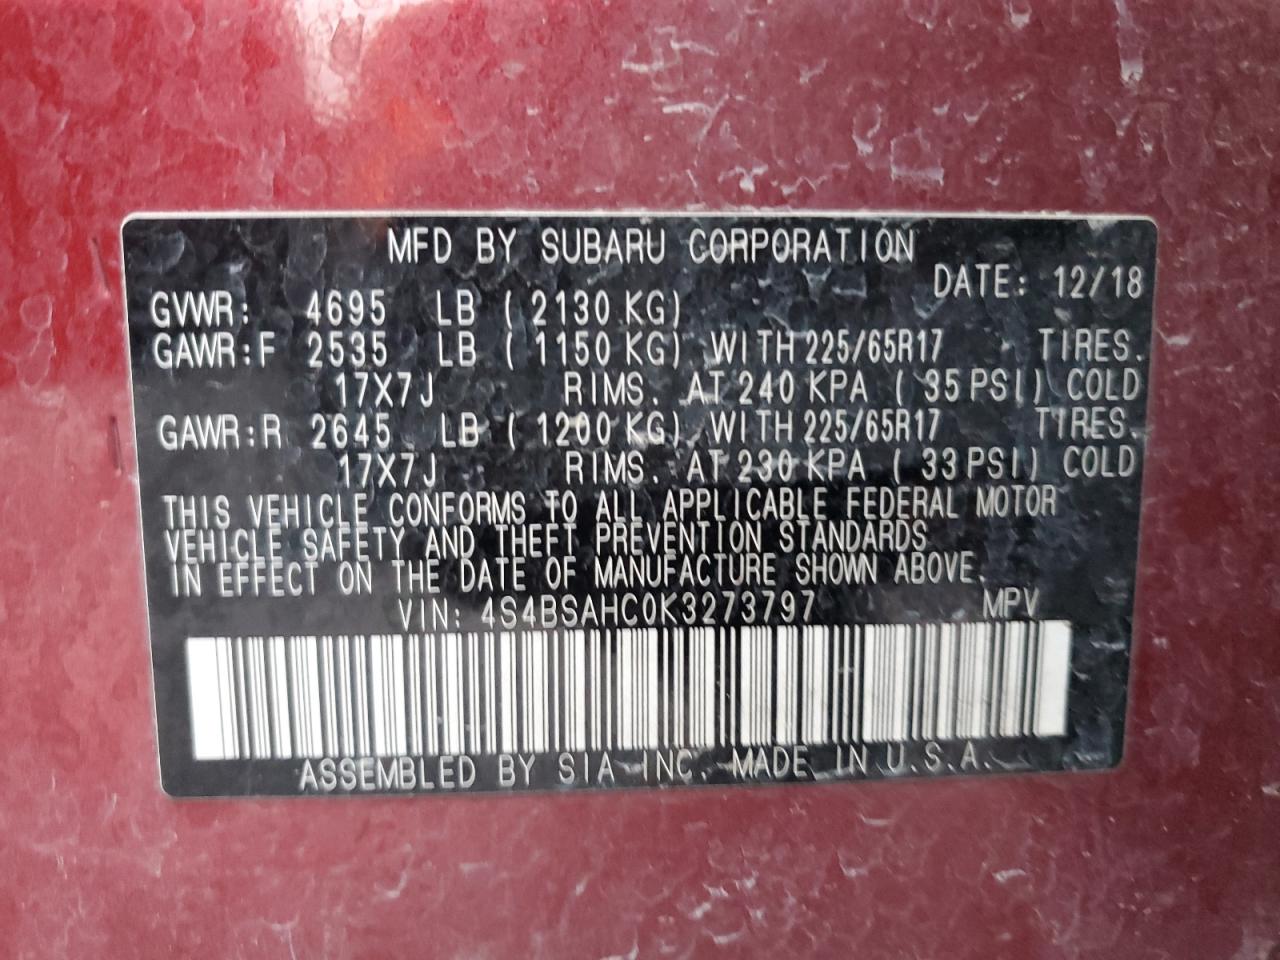 MFD BY SUBARU CORPORATION
DATE: 12/18
GVWR: 4695 LB ( 2130 KG)
GAWR:F 2535 LB ( 1150 KG) WITH 225/65R17 TIRES.
17X7J RIMS. AT 240 KPA ( 35 PSI) COLD
GAWR:R 2645 LB ( 1200 KG) WITH 225/65R17 TIRES.
17X7J RIMS. AT 230 KPA ( 33 PSI) COLD
THIS VEHICLE CONFORMS TO ALL APPLICABLE FEDERAL MOTOR
VEHICLE SAFETY AND THEFT PREVENTION STANDARDS
IN EFFECT ON THE DATE OF MANUFACTURE SHOWN ABOVE.
VIN: 4S4BSAHC0K3273797 MPV
ASSEMBLED BY SIA INC. MADE IN U.S.A.